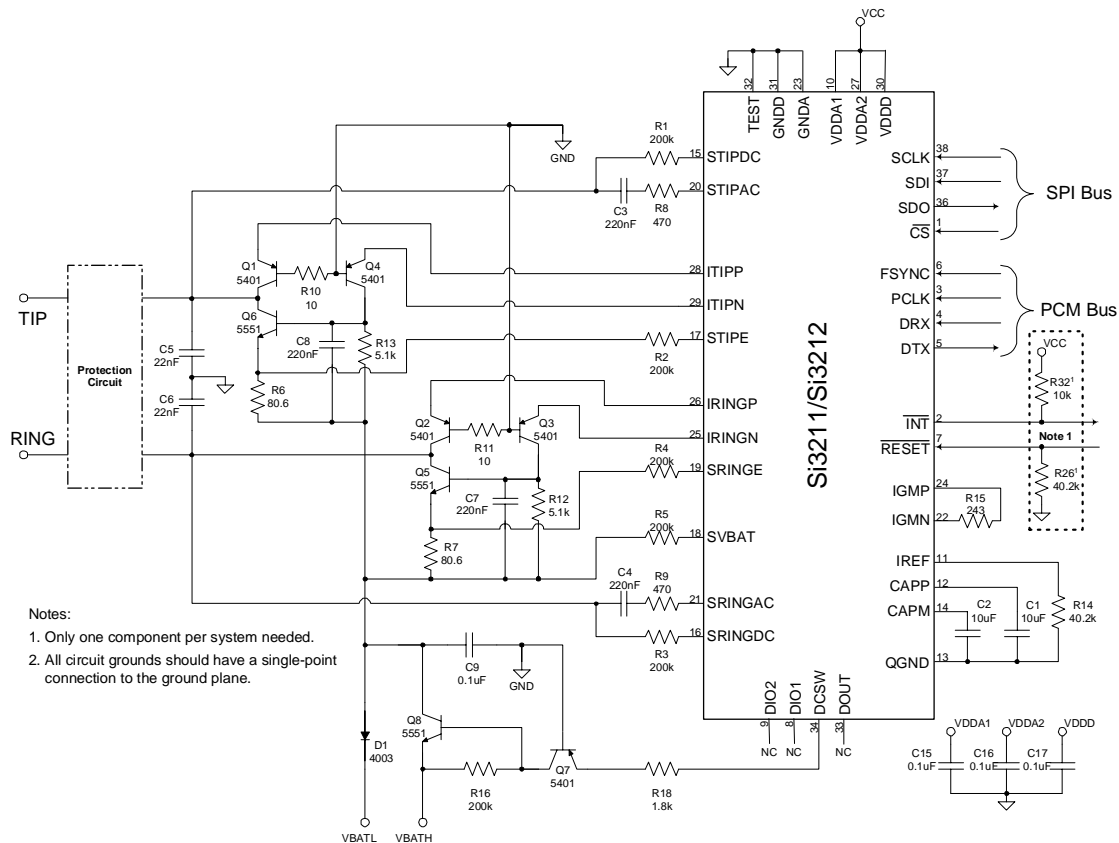 VCC
32
31
23
10
27
30
TEST
GNDD
GNDA
VDDA1
VDDA2
VDDD
GND
R1
200k
15
STIPDC
C3
220nF
R8
470
20
STIPAC
SCLK
38
SDI
37
SDO
36
CS
1
SPI Bus
Q1
5401
R10
10
Q4
5401
28
ITIPP
29
ITIPN
FSYNC
6
PCLK
3
DRX
4
DTX
5
PCM Bus
TIP
Protection
Circuit
RING
Q6
5551
C8
220nF
R13
5.1k
C5
22nF
C6
22nF
R6
80.6
17
STIPE
R2
200k
VCC
R32¹
10k
INT
2
Note 1
RESET
7
R26¹
40.2k
26
IRINGP
25
IRINGN
Q2
5401
R11
10
Q3
5401
R4
200k
19
SRINGE
Q5
5551
C7
220nF
R12
5.1k
R7
80.6
R5
200k
18
SVBAT
Si3211/Si3212
IGMP
24
R15
243
IGMN
22
IREF
11
CAPP
12
CAPM
14
C2
10uF
C1
10uF
R14
40.2k
QGND
13
C4
220nF
R9
470
21
SRINGAC
16
SRINGDC
R3
200k
Notes:
1. Only one component per system needed.
2. All circuit grounds should have a single-point
connection to the ground plane.
C9
0.1uF
GND
DIO2
DIO1
DCSW
DOUT
9
8
34
33
NC
NC
NC
D1
4003
Q8
5551
R16
200k
Q7
5401
R18
1.8k
VBATL
VBATH
VDDA1
VDDA2
VDDD
C15
0.1uF
C16
0.1uF
C17
0.1uF